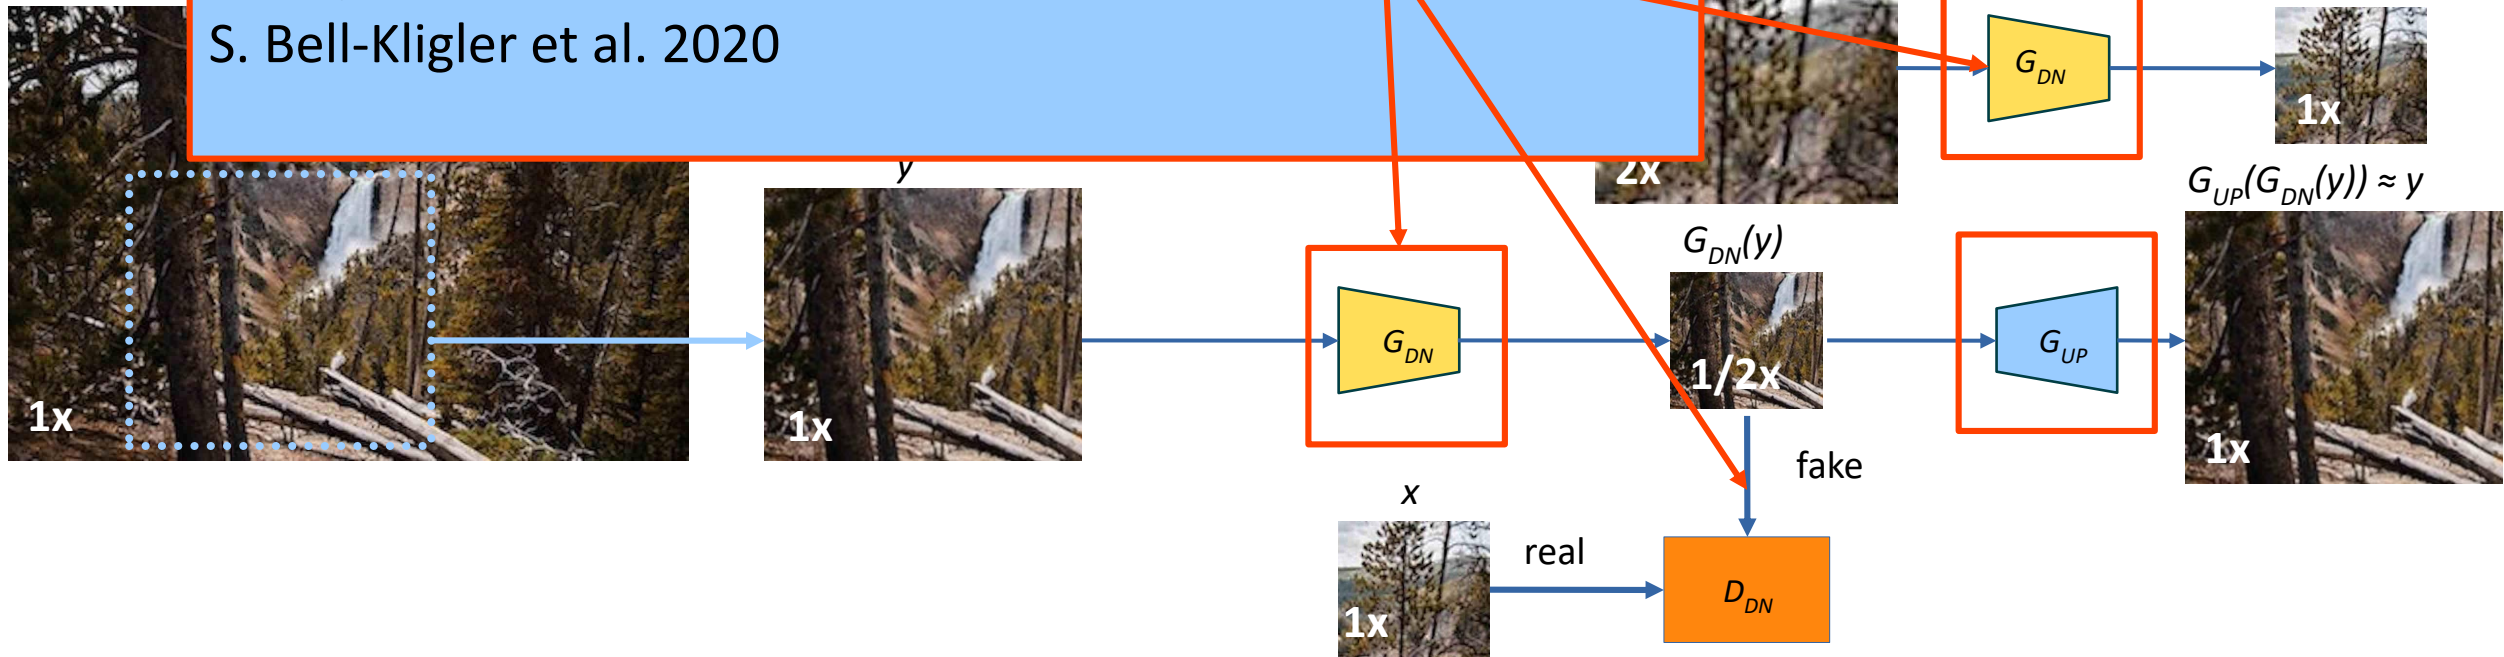 S. Bell-Kligler et al. 2020
G_DN
1x
y
2x
G_UP(G_DN(y)) ≈ y
G_DN(y)
G_DN
G_UP
1/2x
1x
1x
1x
fake
x
real
1x
D_DN